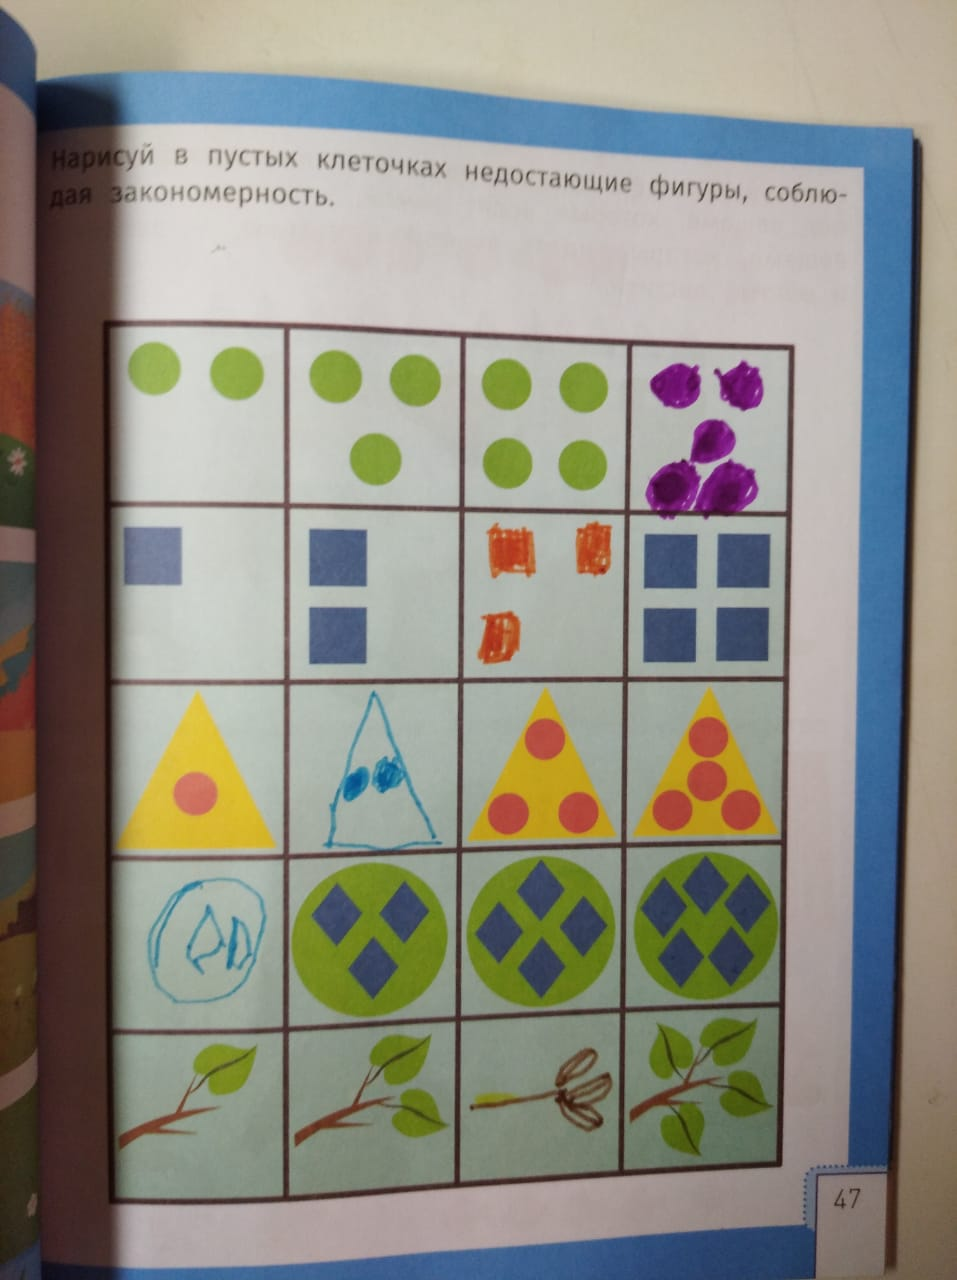 Нарисуй в пустых клеточках недостающие фигуры, соблю-
дая закономерность.
47